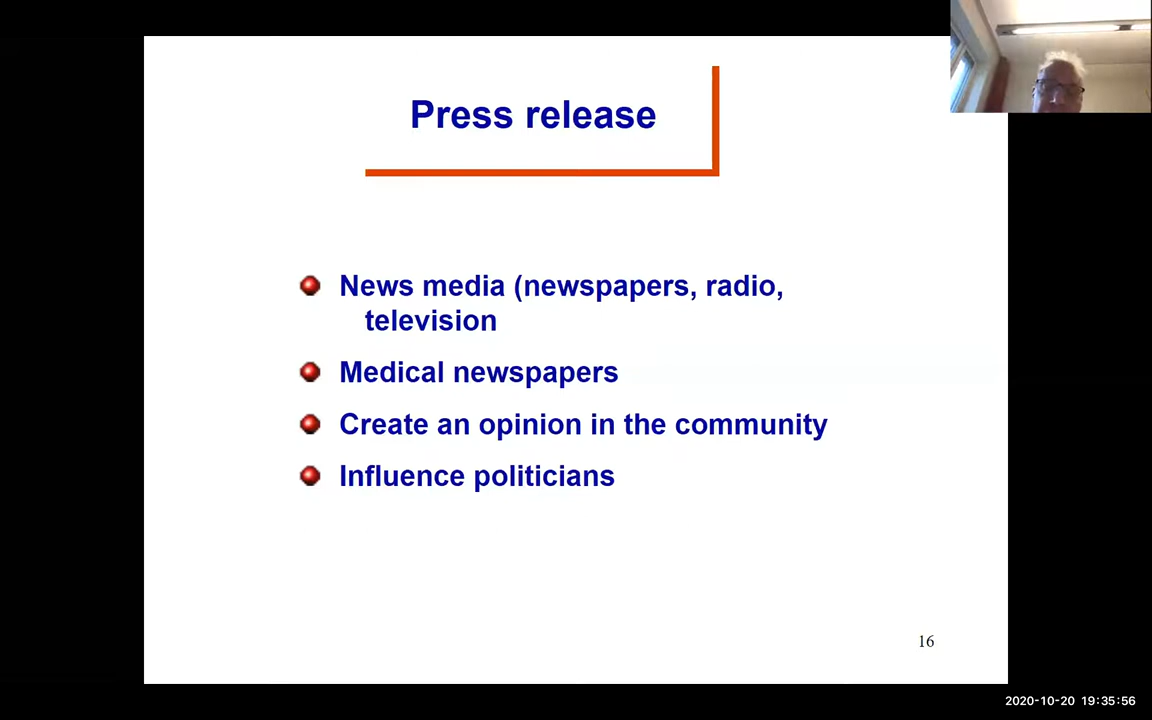 Press release
News media (newspapers, radio,
television
Medical newspapers
Create an opinion in the community
Influence politicians
16
2020-10-20 19:35:56